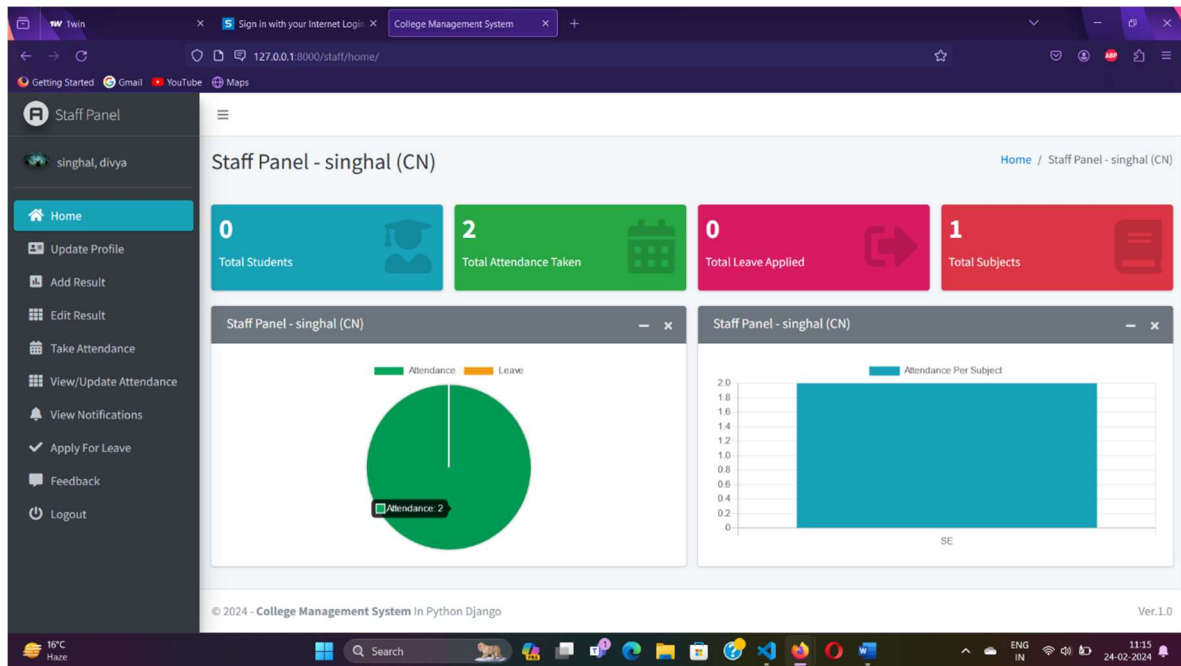 1W 1win
Sign in with your Internet Login
College Management System
127.0.0.1:8000/staff/home/
Getting Started Gmail YouTube Maps
Staff Panel
singhal, divya
Staff Panel - singhal (CN)
Home / Staff Panel - singhal (CN)
Home
Update Profile
Add Result
Edit Result
Take Attendance
View/Update Attendance
View Notifications
Apply For Leave
Feedback
Logout
0
Total Students
2
Total Attendance Taken
0
Total Leave Applied
1
Total Subjects
Staff Panel - singhal (CN)
Attendance Leave
Attendance: 2
Staff Panel - singhal (CN)
Attendance Per Subject
2.0
1.8
1.6
1.4
1.2
1.0
0.8
0.6
0.4
0.2
0
SE
© 2024 - College Management System In Python Django
Ver.1.0
16°C
Haze
Search
ENG
IN
11:15
24-02-2024